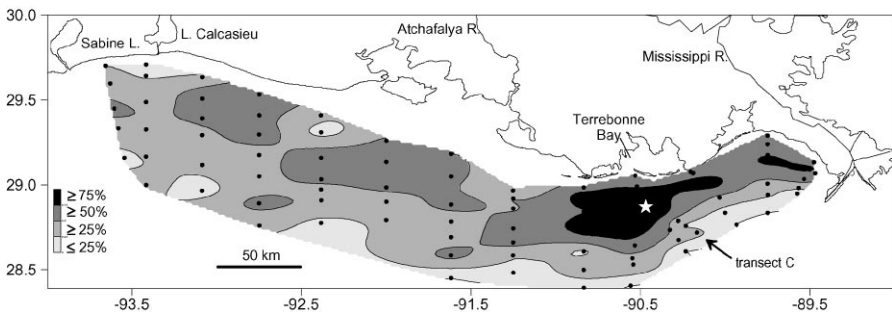 30.0
Sabine L.
L. Calcasieu
Atchafalya R.
Mississippi R.
29.5
Terrebonne
Bay
29.0
≥75%
≥50%
≥25%
≤25%
50 km
transect C
28.5
-93.5
-92.5
-91.5
-90.5
-89.5